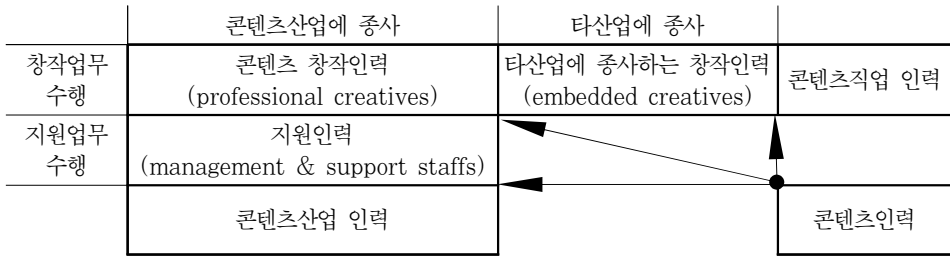 콘텐츠산업에 종사
타산업에 종사
창작업무
수행
콘텐츠 창작인력
(professional creatives)
타산업에 종사하는 창작인력
(embedded creatives)
콘텐츠직업 인력
지원업무
수행
지원인력
(management & support staffs)
콘텐츠산업 인력
콘텐츠인력